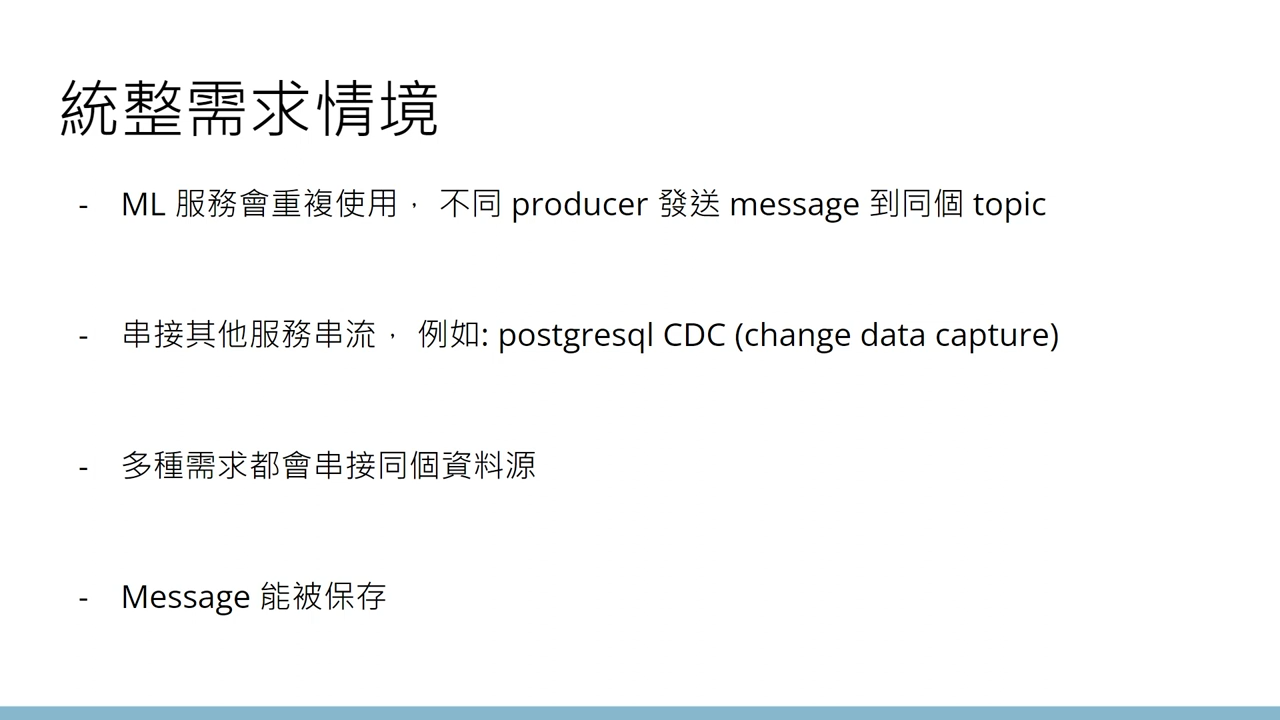 統整需求情境
- ML 服務會重複使用， 不同 producer 發送 message 到同個 topic
- 串接其他服務串流， 例如: postgresql CDC (change data capture)
- 多種需求都會串接同個資料源
- Message 能被保存